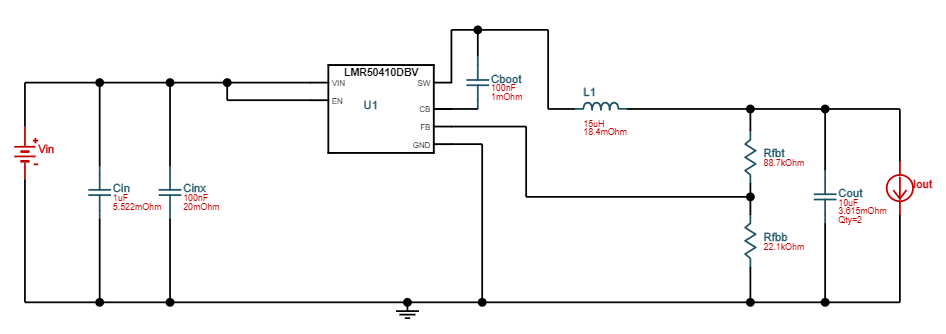 LMR50410DBV
VIN
EN
U1
SW
CB
FB
GND
Cboot
100nF
1mOhm
L1
15uH
18.4mOhm
+
Vin
-
Cin
1uF
5.522mOhm
Cinx
100nF
20mOhm
Rfbt
88.7kOhm
Rfbb
22.1kOhm
Cout
10uF
3.615mOhm
Qty=2
Iout